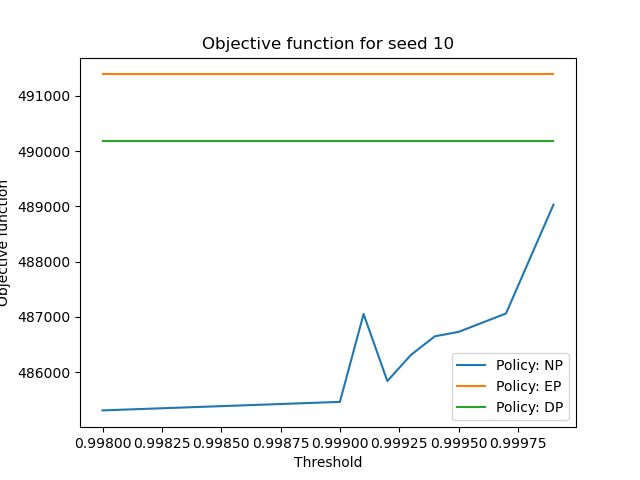 Objective function for seed 10
Objective function
491000
490000
489000
488000
487000
486000
Policy: NP
Policy: EP
Policy: DP
0.99800 0.99825 0.99850 0.99875 0.99900 0.99925 0.99950 0.99975
Threshold